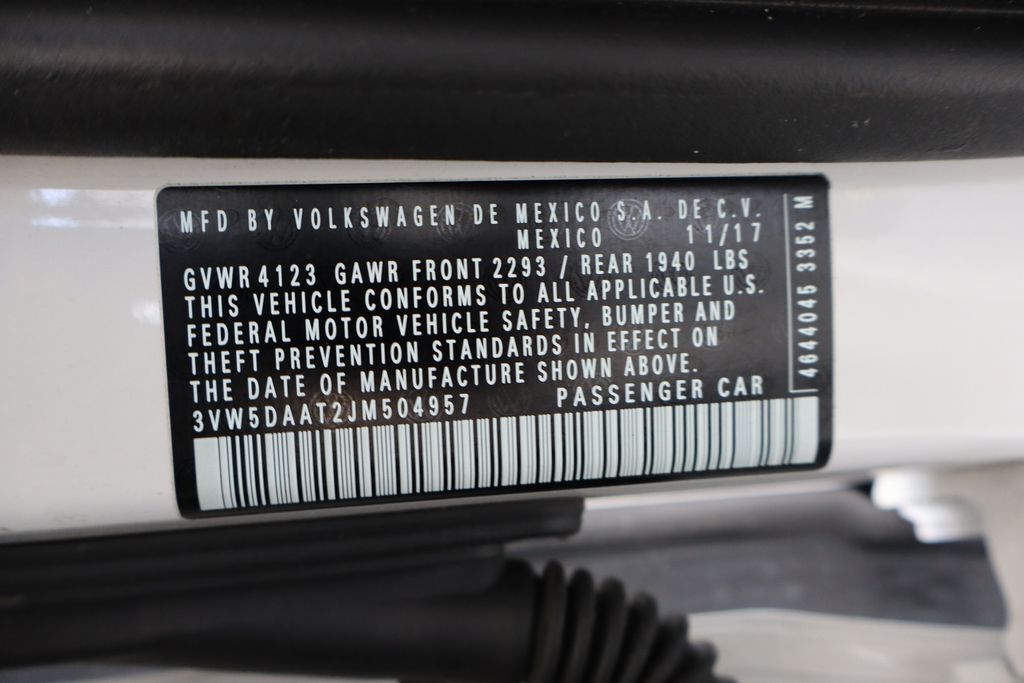 MFD BY VOLKSWAGEN DE MEXICO S.A. DE C.V.
MEXICO 11/17
GVWR 4123 GAWR FRONT 2293 / REAR 1940 LBS
THIS VEHICLE CONFORMS TO ALL APPLICABLE U.S.
FEDERAL MOTOR VEHICLE SAFETY, BUMPER AND
THEFT PREVENTION STANDARDS IN EFFECT ON
THE DATE OF MANUFACTURE SHOWN ABOVE.
3VW5DAAT2JM504957 PASSENGER CAR
4644045 3352 M